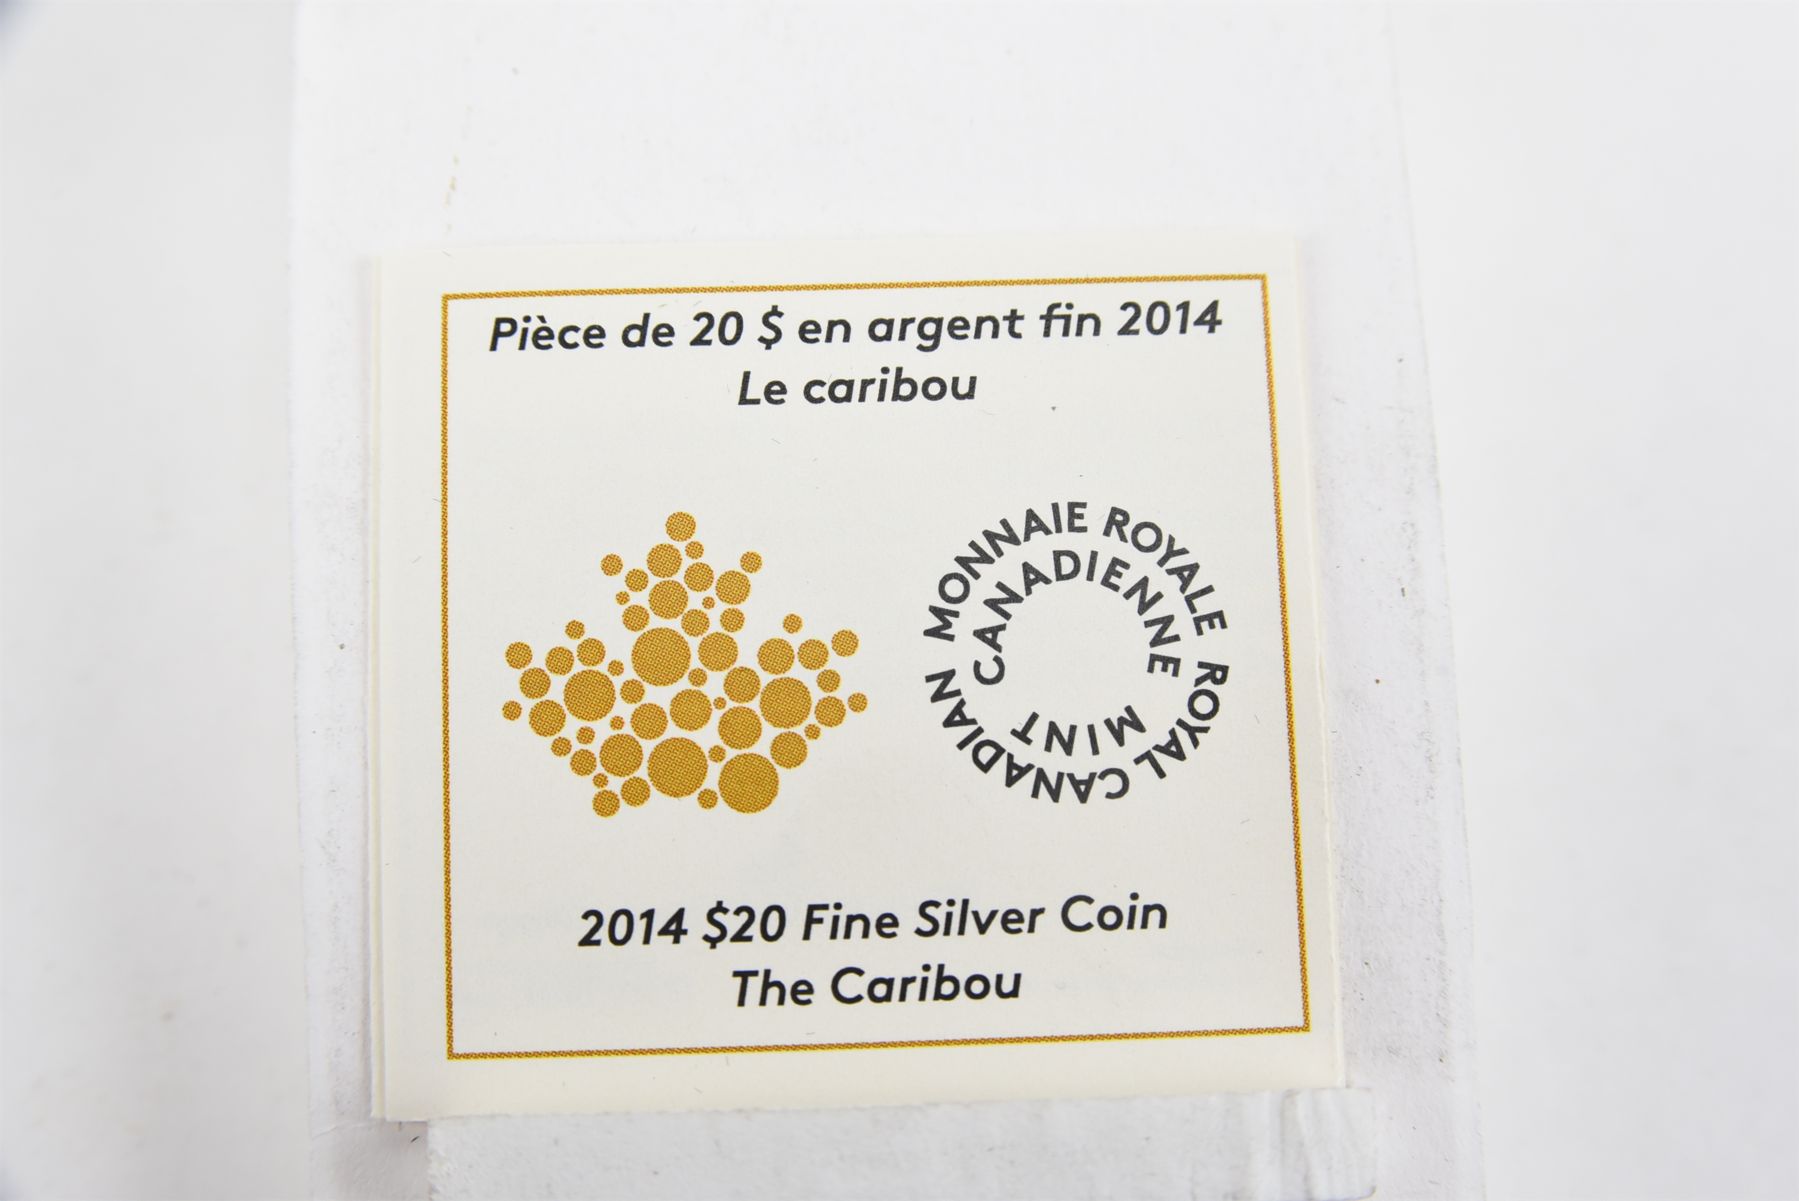 Pièce de 20 $ en argent fin 2014
Le caribou
MONNAIE ROYALE
CANADIENNE
ROYAL CANADIAN
MINT
2014 $20 Fine Silver Coin
The Caribou